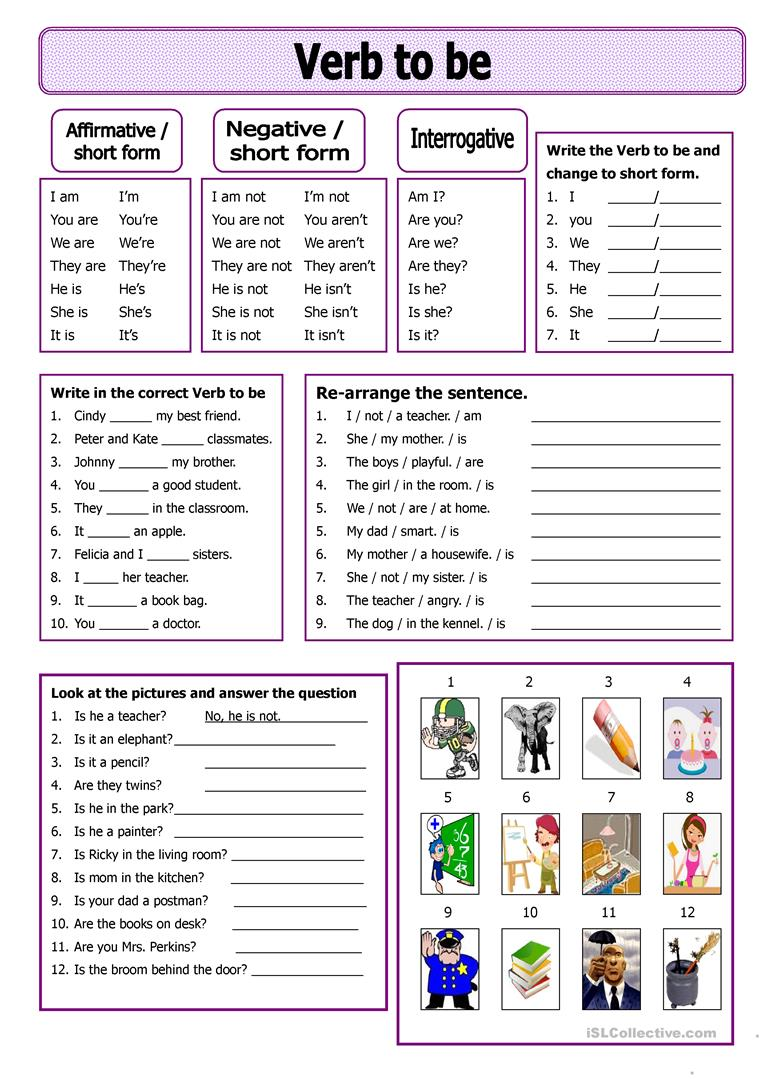 Verb to be
Affirmative /
short form
I am I'm
You are You're
We are We're
They are They're
He is He's
She is She's
It is It's
Negative /
short form
I am not I'm not
You are not You aren't
We are not We aren't
They are not They aren't
He is not He isn't
She is not She isn't
It is not It isn't
Interrogative
Am I?
Are you?
Are we?
Are they?
Is he?
Is she?
Is it?
Write the Verb to be and
change to short form.
1. I ______/________
2. you ______/________
3. We ______/________
4. They ______/________
5. He ______/________
6. She ______/________
7. It ______/________
Write in the correct Verb to be
1. Cindy ______ my best friend.
2. Peter and Kate ______ classmates.
3. Johnny _______ my brother.
4. You _______ a good student.
5. They ______ in the classroom.
6. It ______ an apple.
7. Felicia and I ______ sisters.
8. I _____ her teacher.
9. It _______ a book bag.
10. You _______ a doctor.
Re-arrange the sentence.
1. I / not / a teacher. / am
2. She / my mother. / is
3. The boys / playful. / are
4. The girl / in the room. / is
5. We / not / are / at home.
5. My dad / smart. / is
6. My mother / a housewife. / is
7. She / not / my sister. / is
8. The teacher / angry. / is
9. The dog / in the kennel. / is
Look at the pictures and answer the question
1. Is he a teacher? No, he is not.
2. Is it an elephant?
3. Is it a pencil?
4. Are they twins?
5. Is he in the park?
6. Is he a painter?
7. Is Ricky in the living room?
8. Is mom in the kitchen?
9. Is your dad a postman?
10. Are the books on desk?
11. Are you Mrs. Perkins?
12. Is the broom behind the door?
1 2 3 4
10
5 6 7 8
+
36
7
43
9 10 11 12
iSLCollective.com